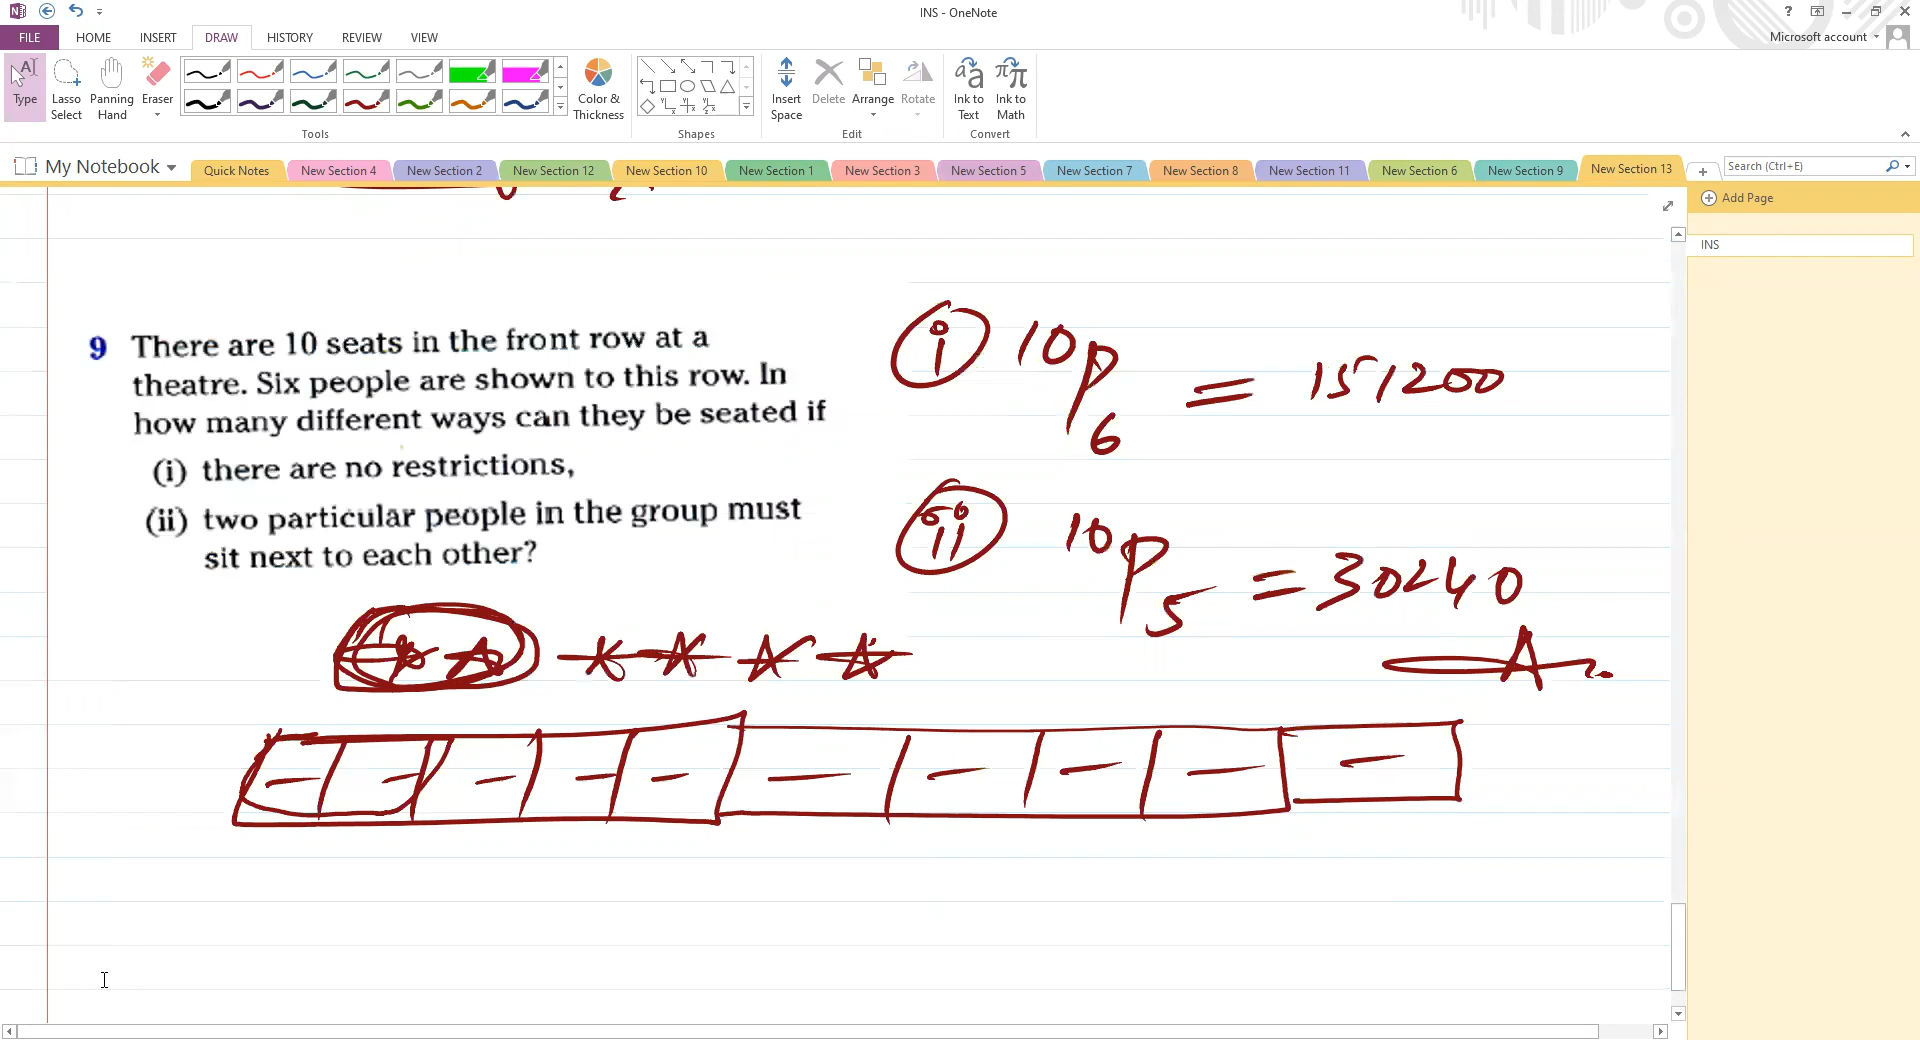 INS - OneNote
FILE HOME INSERT DRAW HISTORY REVIEW VIEW
Microsoft account
Type
Lasso Select
Panning Hand
Eraser
Color & Thickness
Insert Space
Delete
Arrange
Rotate
Ink to Text
Ink to Math
Tools Shapes Edit Convert
My Notebook Quick Notes New Section 4 New Section 2 New Section 12 New Section 10 New Section 1 New Section 3 New Section 5 New Section 7 New Section 8 New Section 11 New Section 6 New Section 9 New Section 13
Search (Ctrl+E)
Add Page
INS
9 There are 10 seats in the front row at a
theatre. Six people are shown to this row. In
how many different ways can they be seated if
(i) there are no restrictions,
(ii) two particular people in the group must
sit next to each other?
i 10 P 6 = 151200
ii 10 P 5 = 30240
A